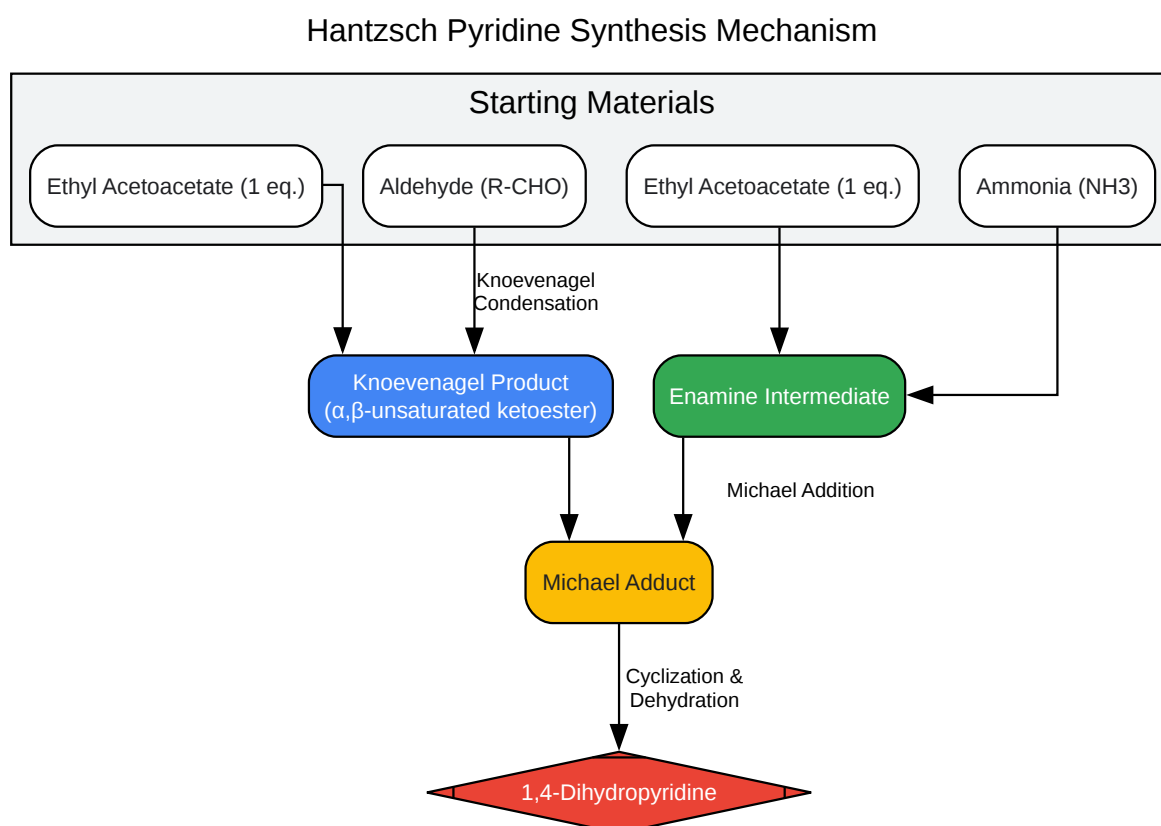 Hantzsch Pyridine Synthesis Mechanism
Starting Materials
Ethyl Acetoacetate (1 eq.)
Aldehyde (R-CHO)
Ethyl Acetoacetate (1 eq.)
Ammonia (NH3)
Knoevenagel
Condensation
Knoevenagel Product
(α,β-unsaturated ketoester)
Enamine Intermediate
Michael Addition
Michael Adduct
Cyclization &
Dehydration
1,4-Dihydropyridine